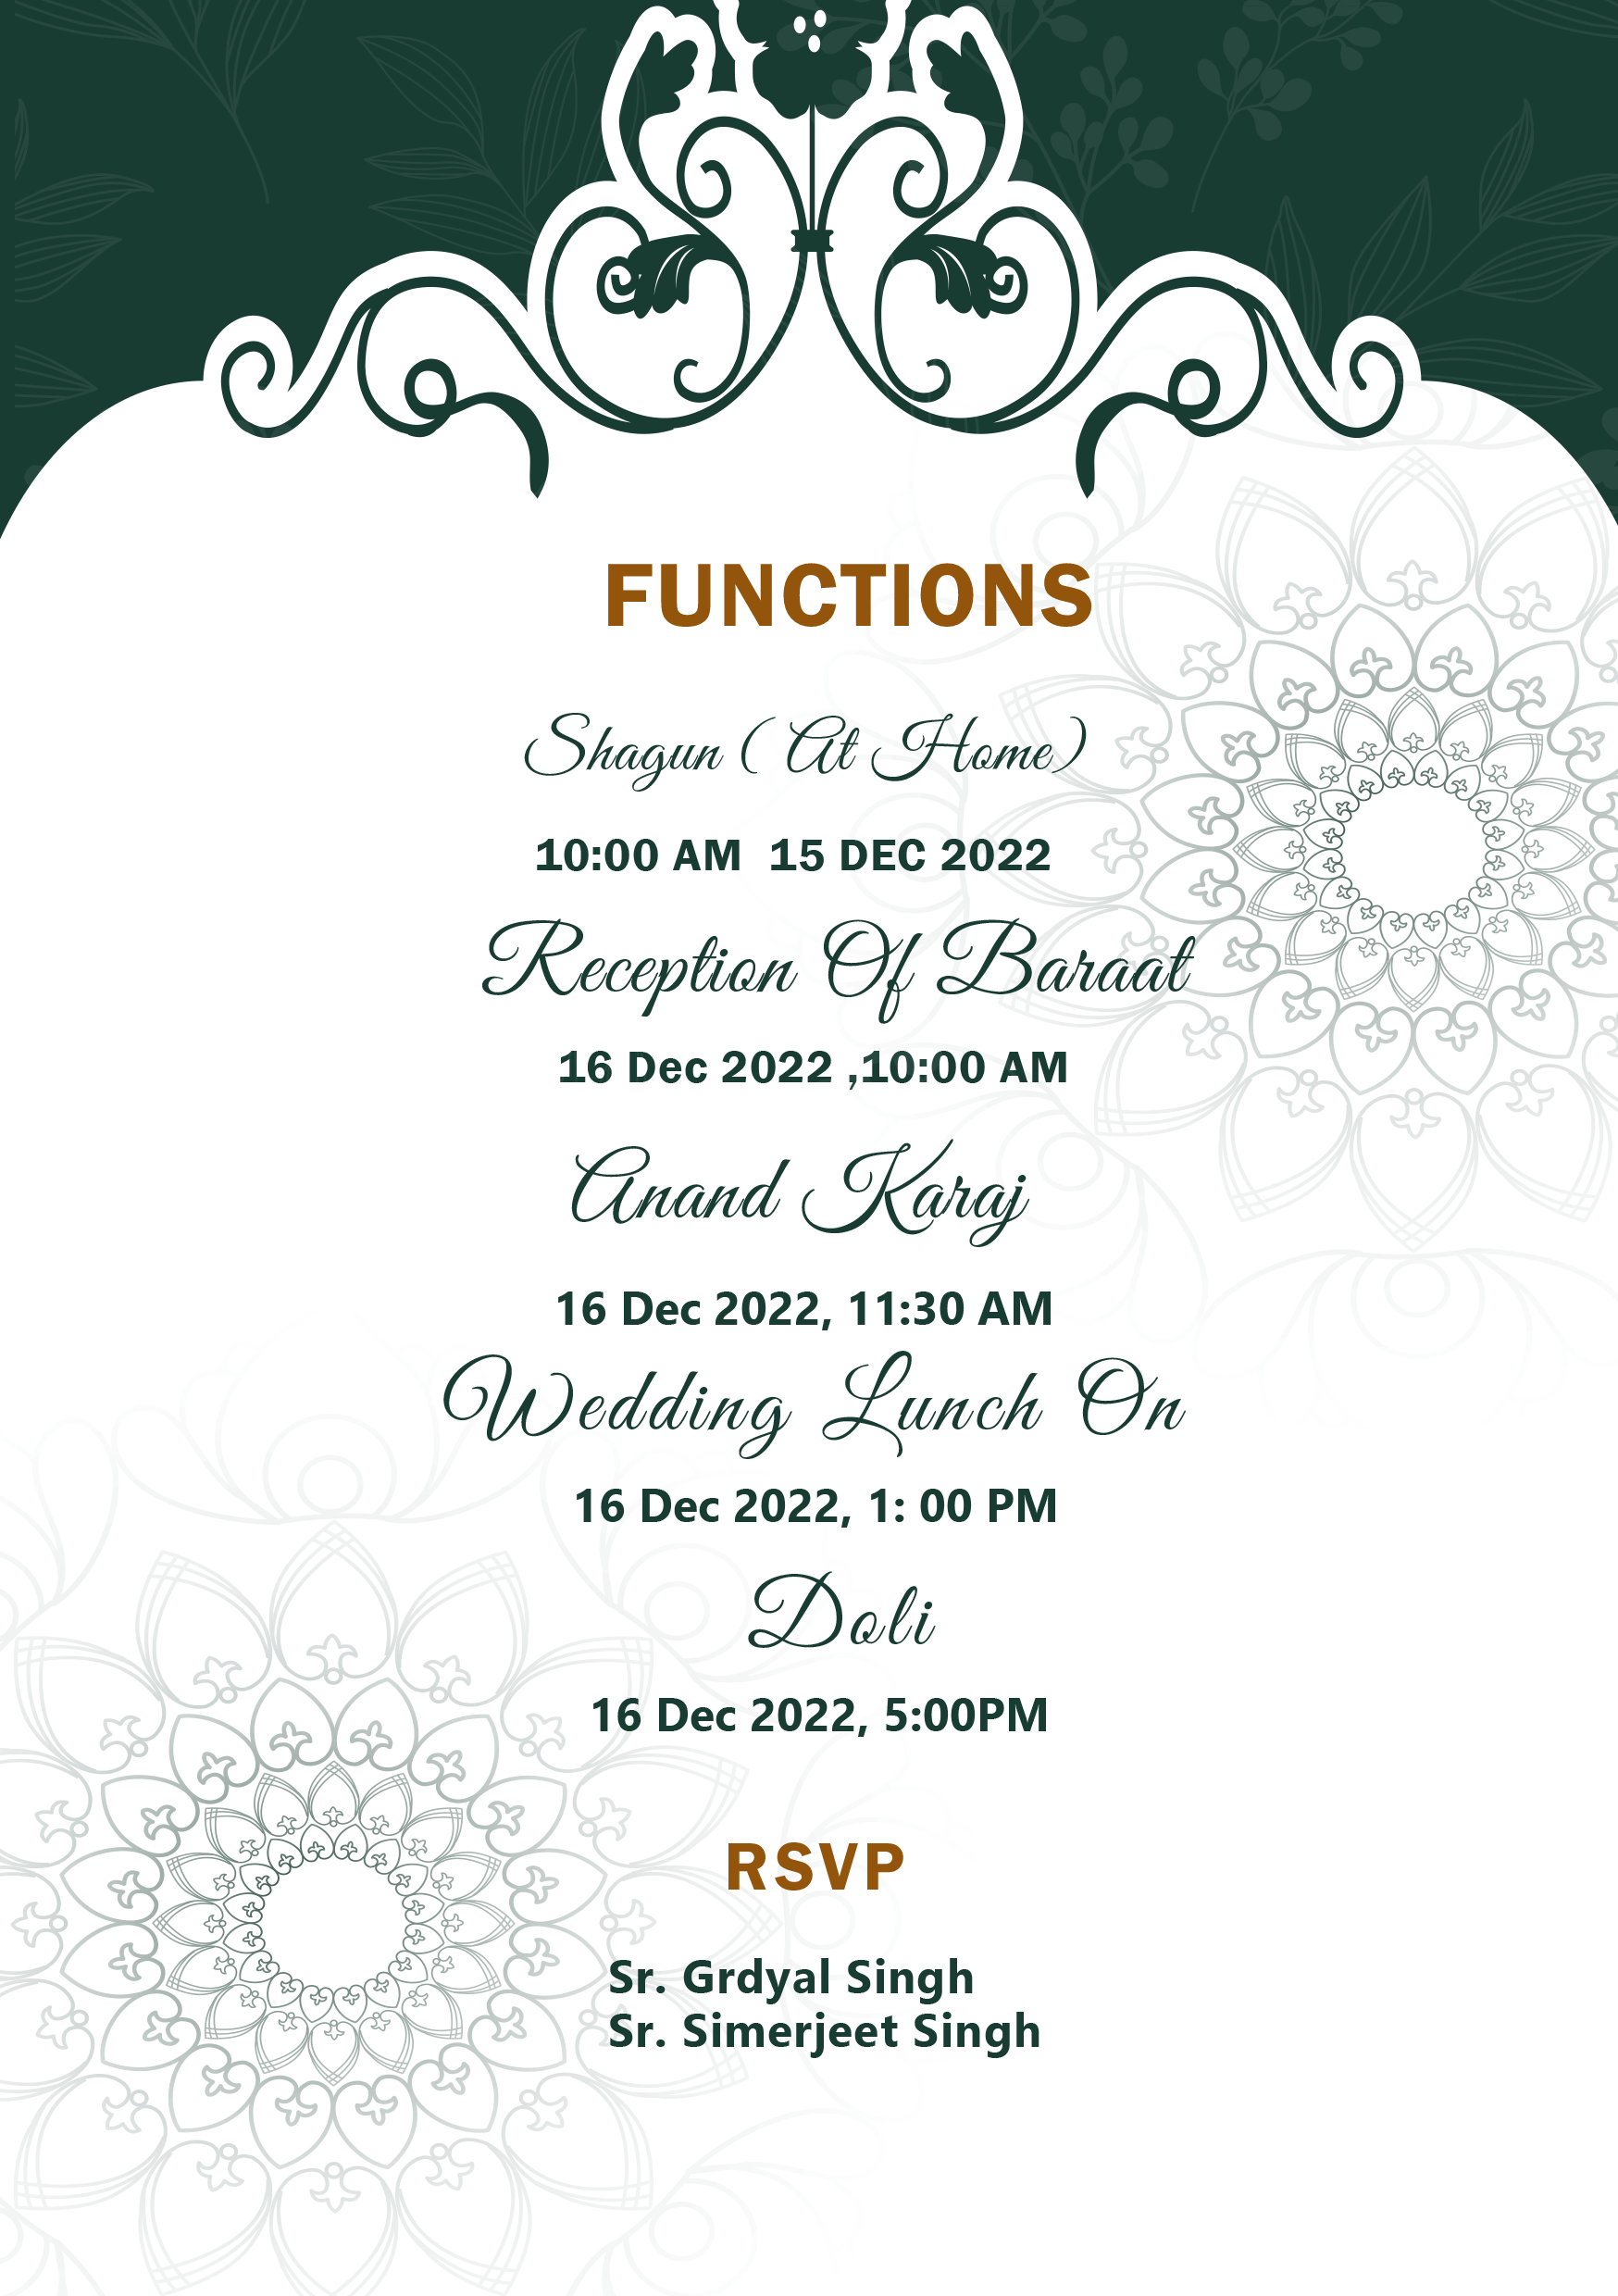 FUNCTIONS
Shagun ( At Home)
10:00 AM 15 DEC 2022
Reception Of Baraat
16 Dec 2022 ,10:00 AM
Anand Karaj
16 Dec 2022, 11:30 AM
Wedding Lunch On
16 Dec 2022, 1: 00 PM
Doli
16 Dec 2022, 5:00PM
RSVP
Sr. Grdyal Singh
Sr. Simerjeet Singh